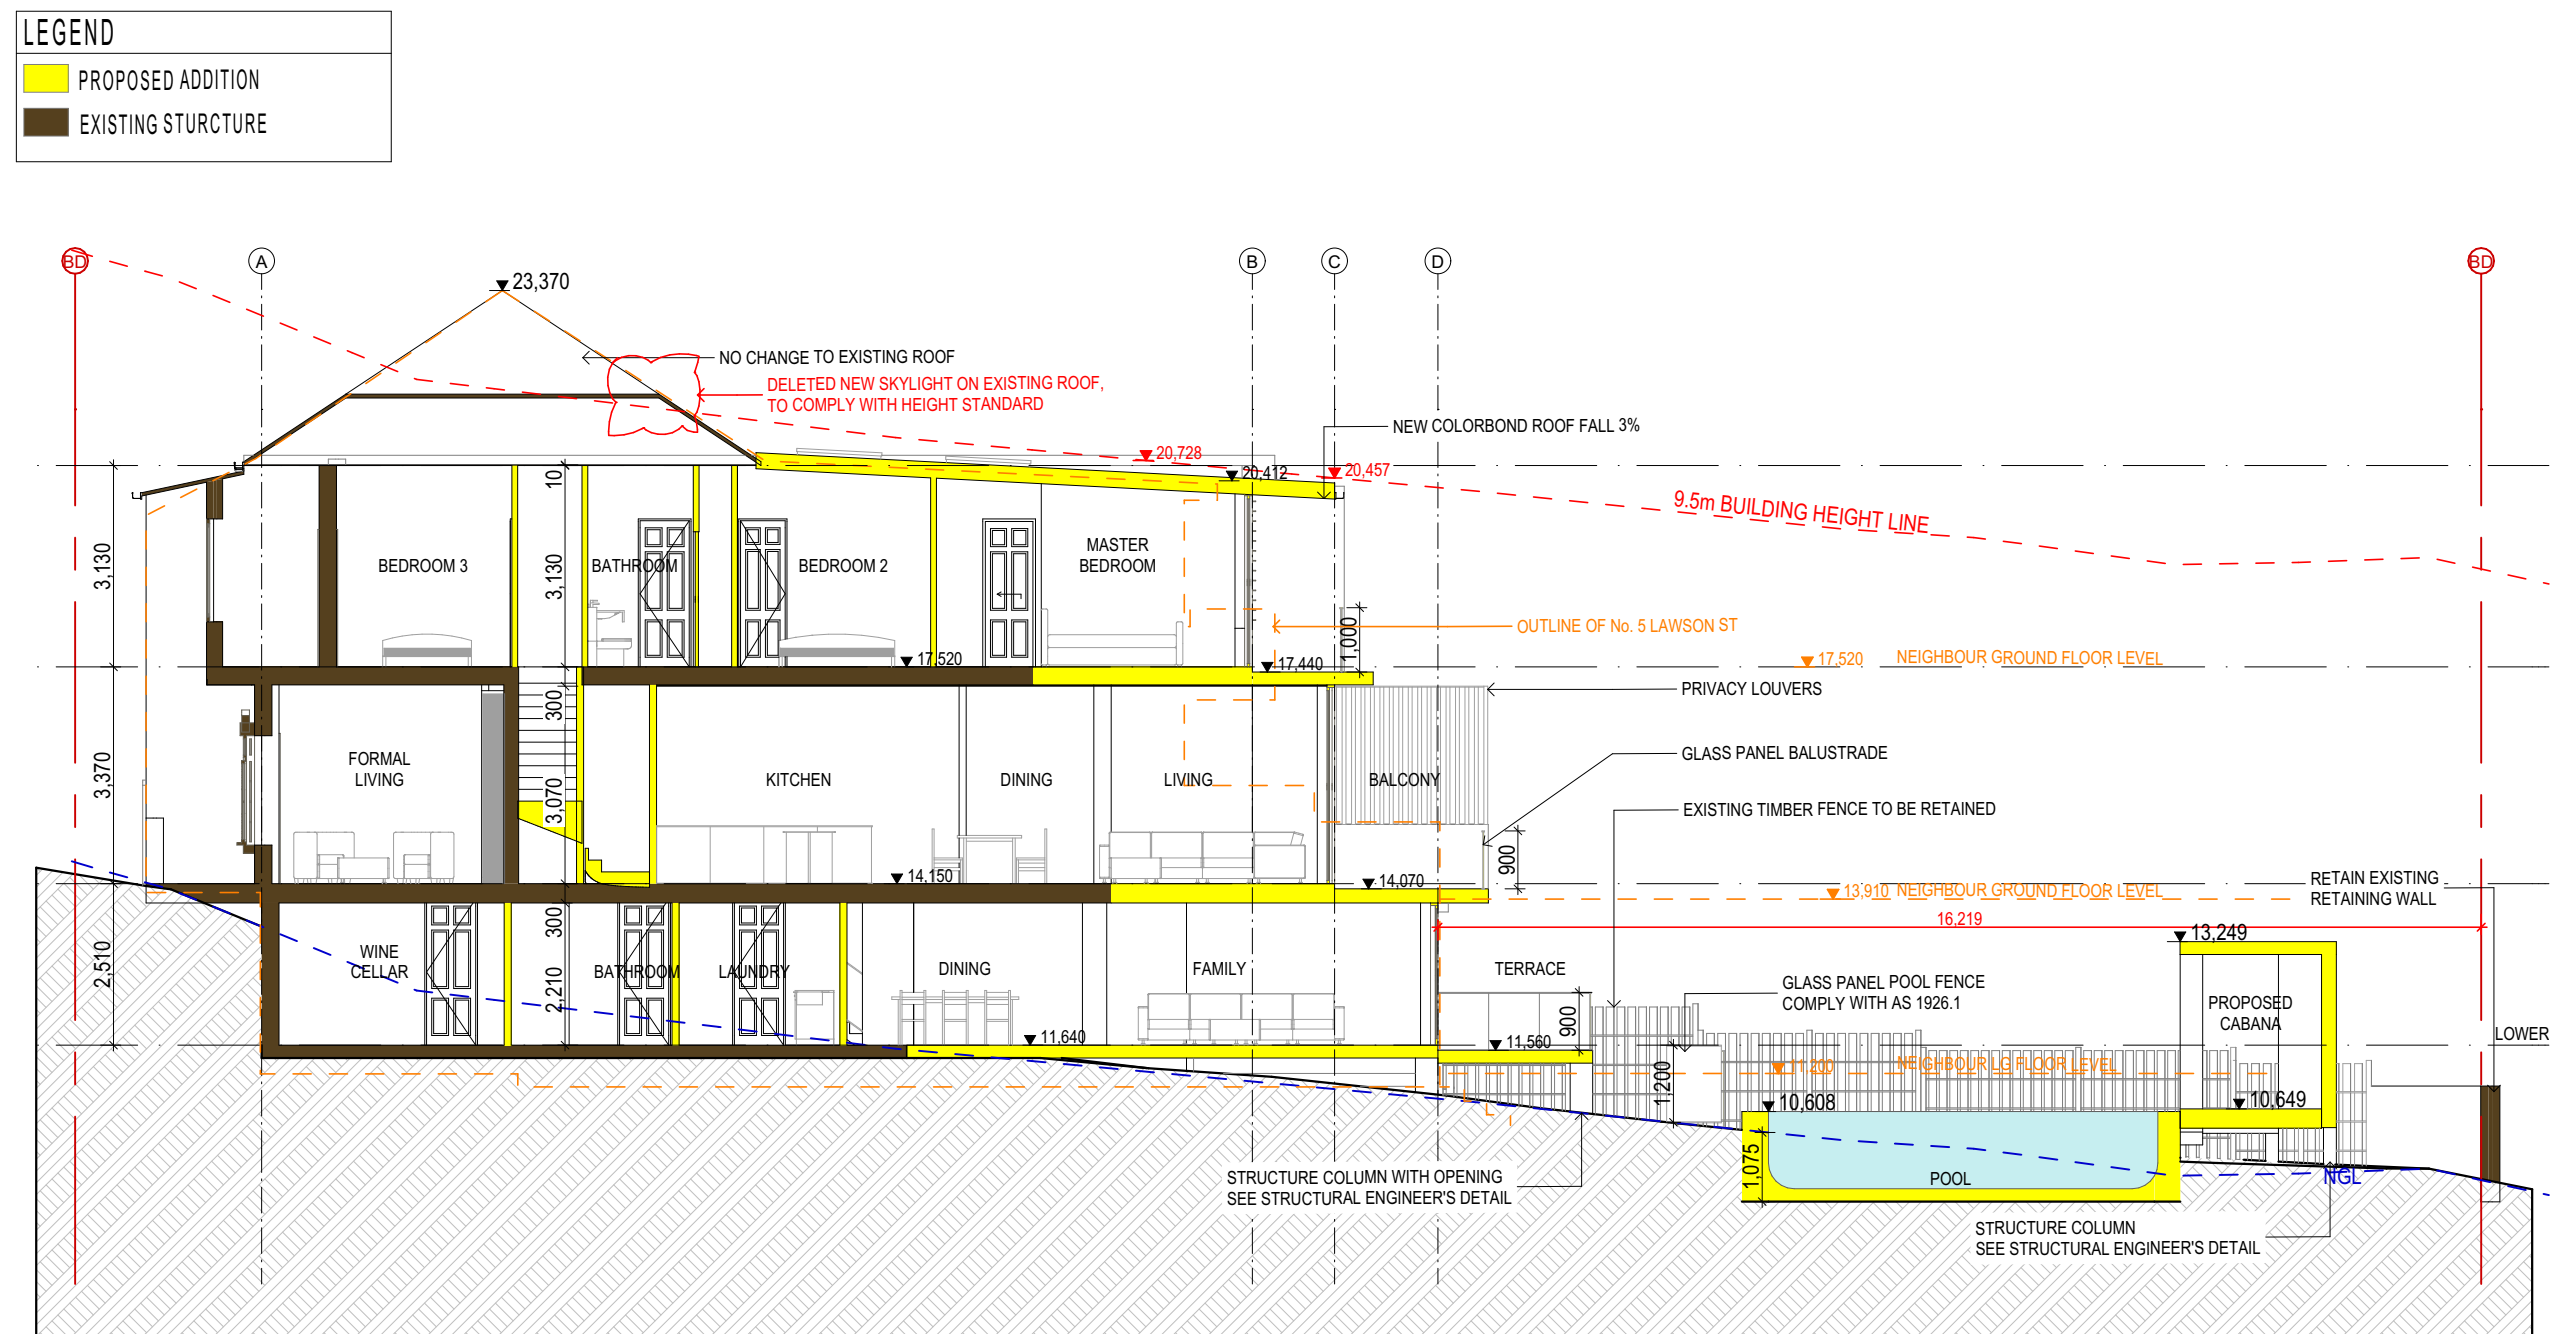 LEGEND
PROPOSED ADDITION
EXISTING STURCTURE
BD
A
B
C
D
BD
23,370
NO CHANGE TO EXISTING ROOF
DELETED NEW SKYLIGHT ON EXISTING ROOF,
TO COMPLY WITH HEIGHT STANDARD
NEW COLORBOND ROOF FALL 3%
20,728
20,412
20,457
9.5m BUILDING HEIGHT LINE
10
3,130
3,130
BEDROOM 3
BATHROOM
BEDROOM 2
MASTER
BEDROOM
1,000
OUTLINE OF No. 5 LAWSON ST
17,520
17,440
17,520
NEIGHBOUR GROUND FLOOR LEVEL
PRIVACY LOUVERS
300
3,370
3,070
FORMAL
LIVING
KITCHEN
DINING
LIVING
BALCONY
GLASS PANEL BALUSTRADE
EXISTING TIMBER FENCE TO BE RETAINED
900
14,150
14,070
13,910
NEIGHBOUR GROUND FLOOR LEVEL
RETAIN EXISTING
RETAINING WALL
16,219
300
2,510
2,210
WINE
CELLAR
BATHROOM
LAUNDRY
DINING
FAMILY
TERRACE
13,249
GLASS PANEL POOL FENCE
COMPLY WITH AS 1926.1
PROPOSED
CABANA
900
LOWER
11,640
11,560
11,200
NEIGHBOUR LG FLOOR LEVEL
1,200
10,608
10,649
1,075
POOL
NGL
STRUCTURE COLUMN WITH OPENING
SEE STRUCTURAL ENGINEER'S DETAIL
STRUCTURE COLUMN
SEE STRUCTURAL ENGINEER'S DETAIL